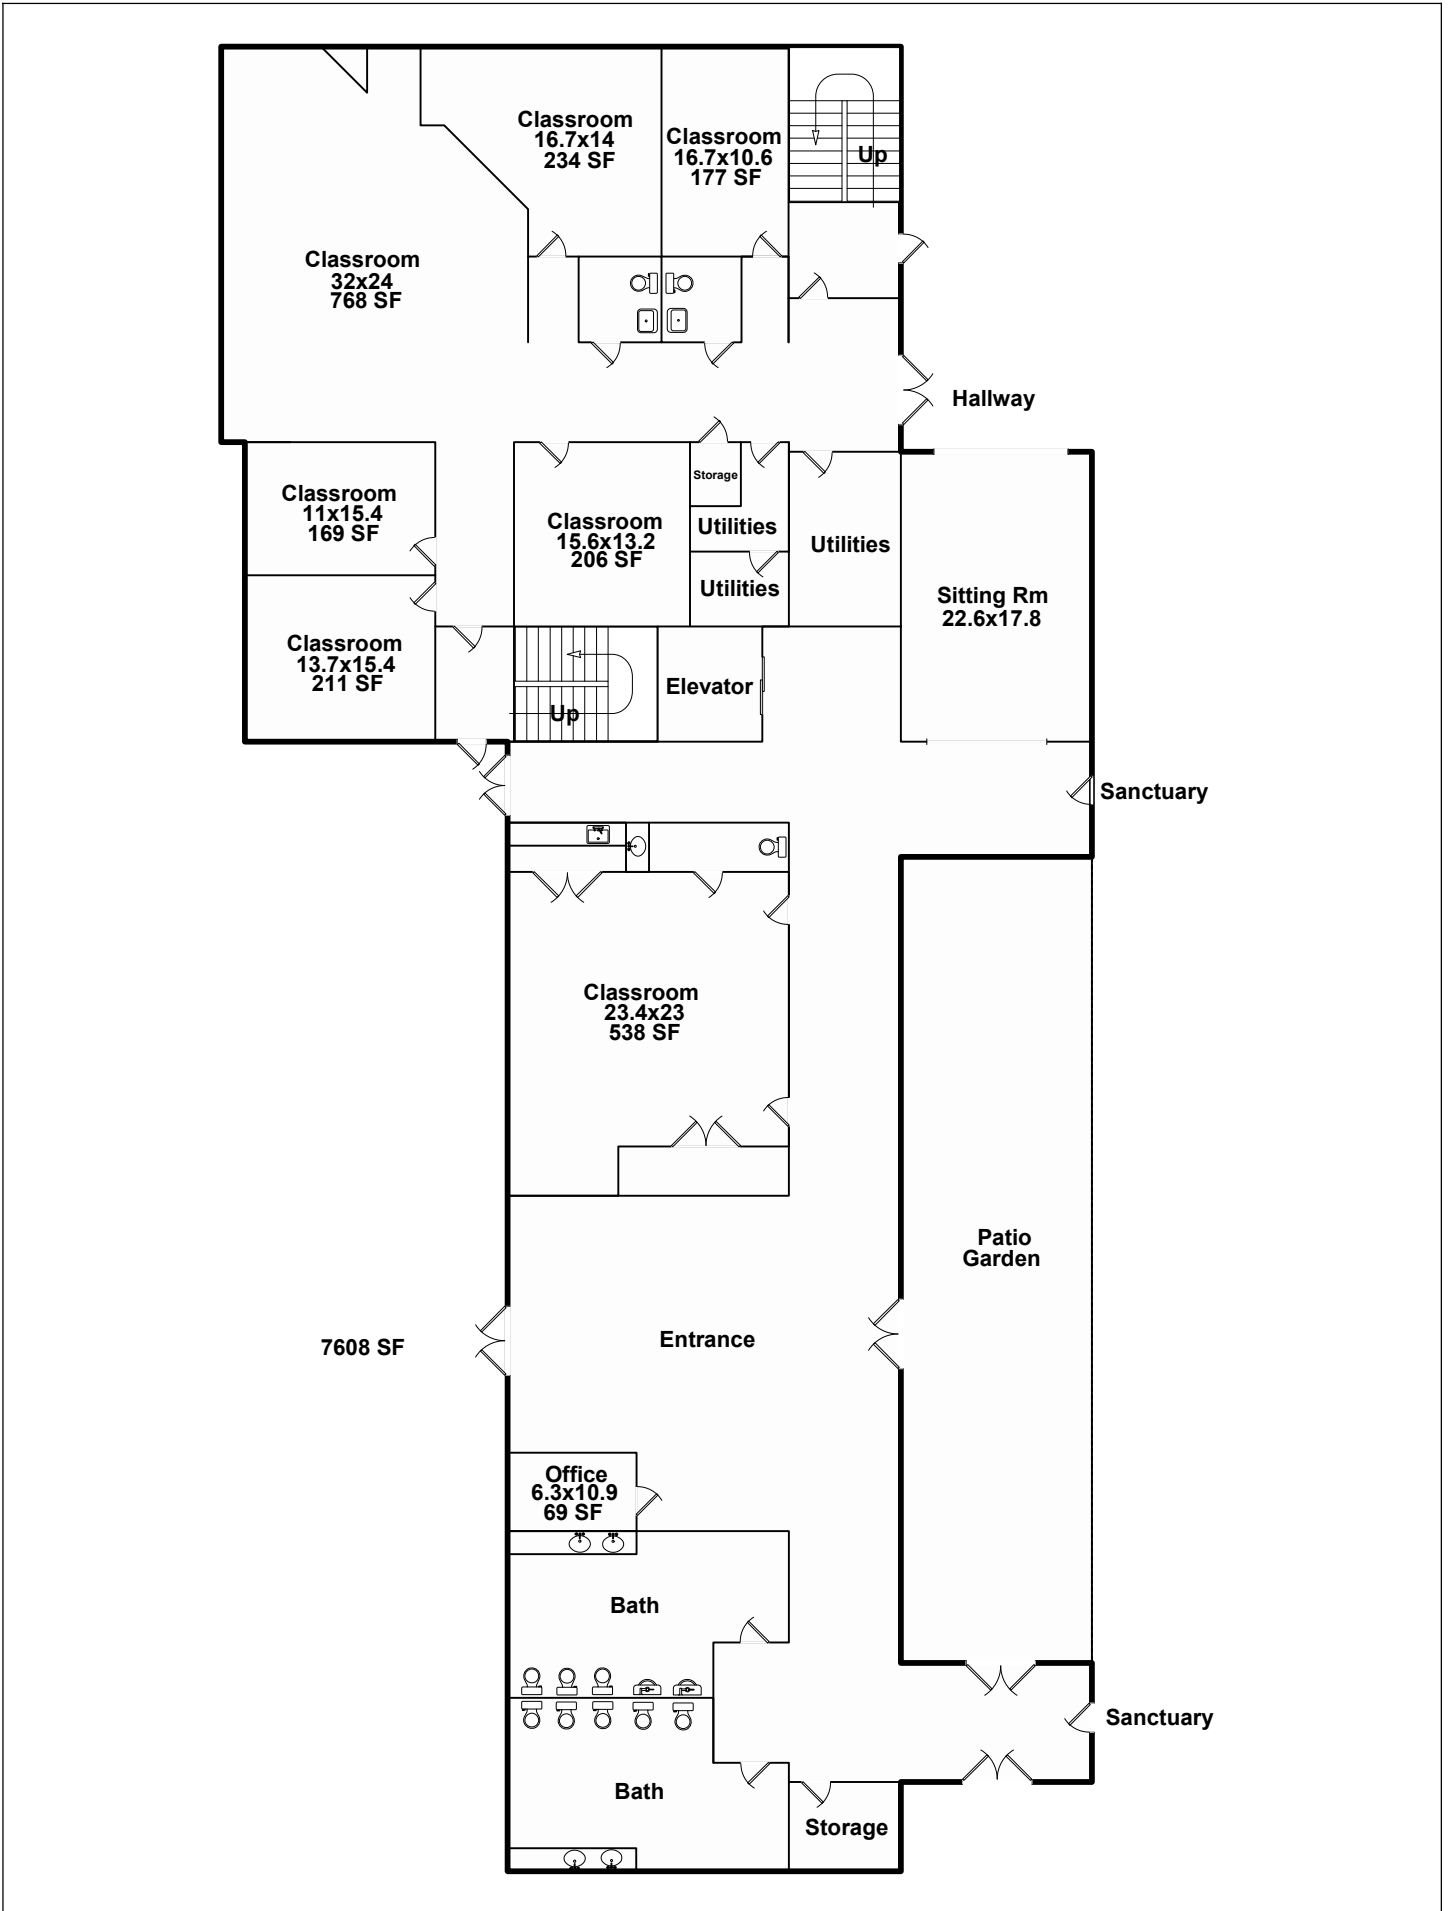 Classroom
16.7x14
234 SF
Classroom
16.7x10.6
177 SF
Up
Classroom
32x24
768 SF
Hallway
Classroom
11x15.4
169 SF
Classroom
15.6x13.2
206 SF
Storage
Utilities
Utilities
Utilities
Sitting Rm
22.6x17.8
Classroom
13.7x15.4
211 SF
Up
Elevator
Sanctuary
Classroom
23.4x23
538 SF
Patio
Garden
7608 SF
Entrance
Office
6.3x10.9
69 SF
Bath
Sanctuary
Bath
Storage